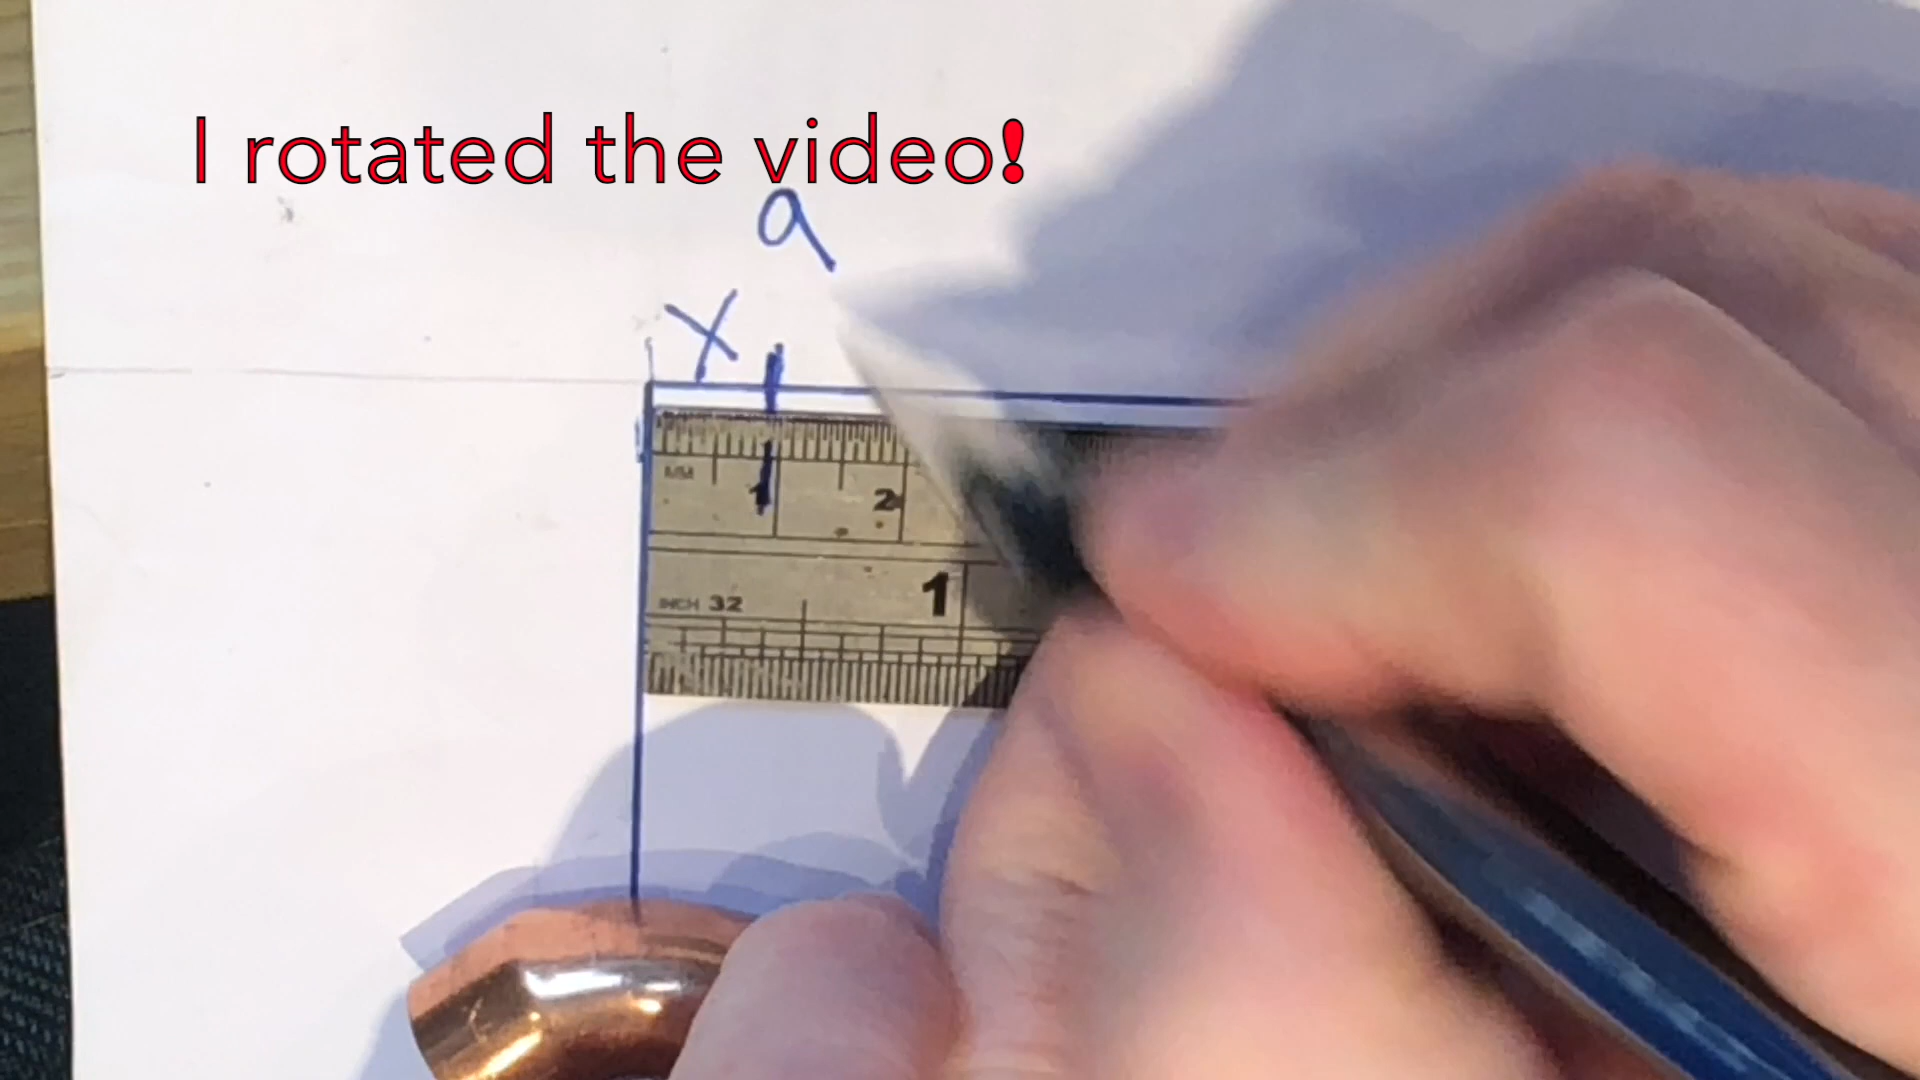 I rotated the video!
a
x
MM 1 2
1
INCH 32